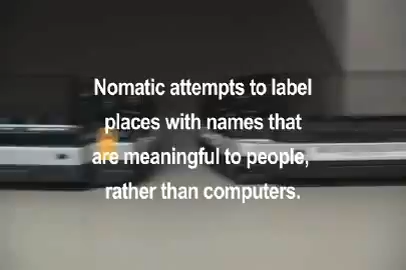 Nomatic attempts to label
places with names that
are meaningful to people,
rather than computers.